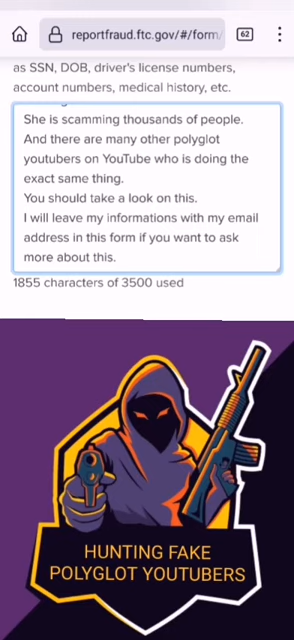 reportfraud.ftc.gov/#/form/
62
as SSN, DOB, driver's license numbers,
account numbers, medical history, etc.
She is scamming thousands of people.
And there are many other polyglot
youtubers on YouTube who is doing the
exact same thing.
You should take a look on this.
I will leave my informations with my email
address in this form if you want to ask
more about this.
1855 characters of 3500 used
HUNTING FAKE
POLYGLOT YOUTUBERS